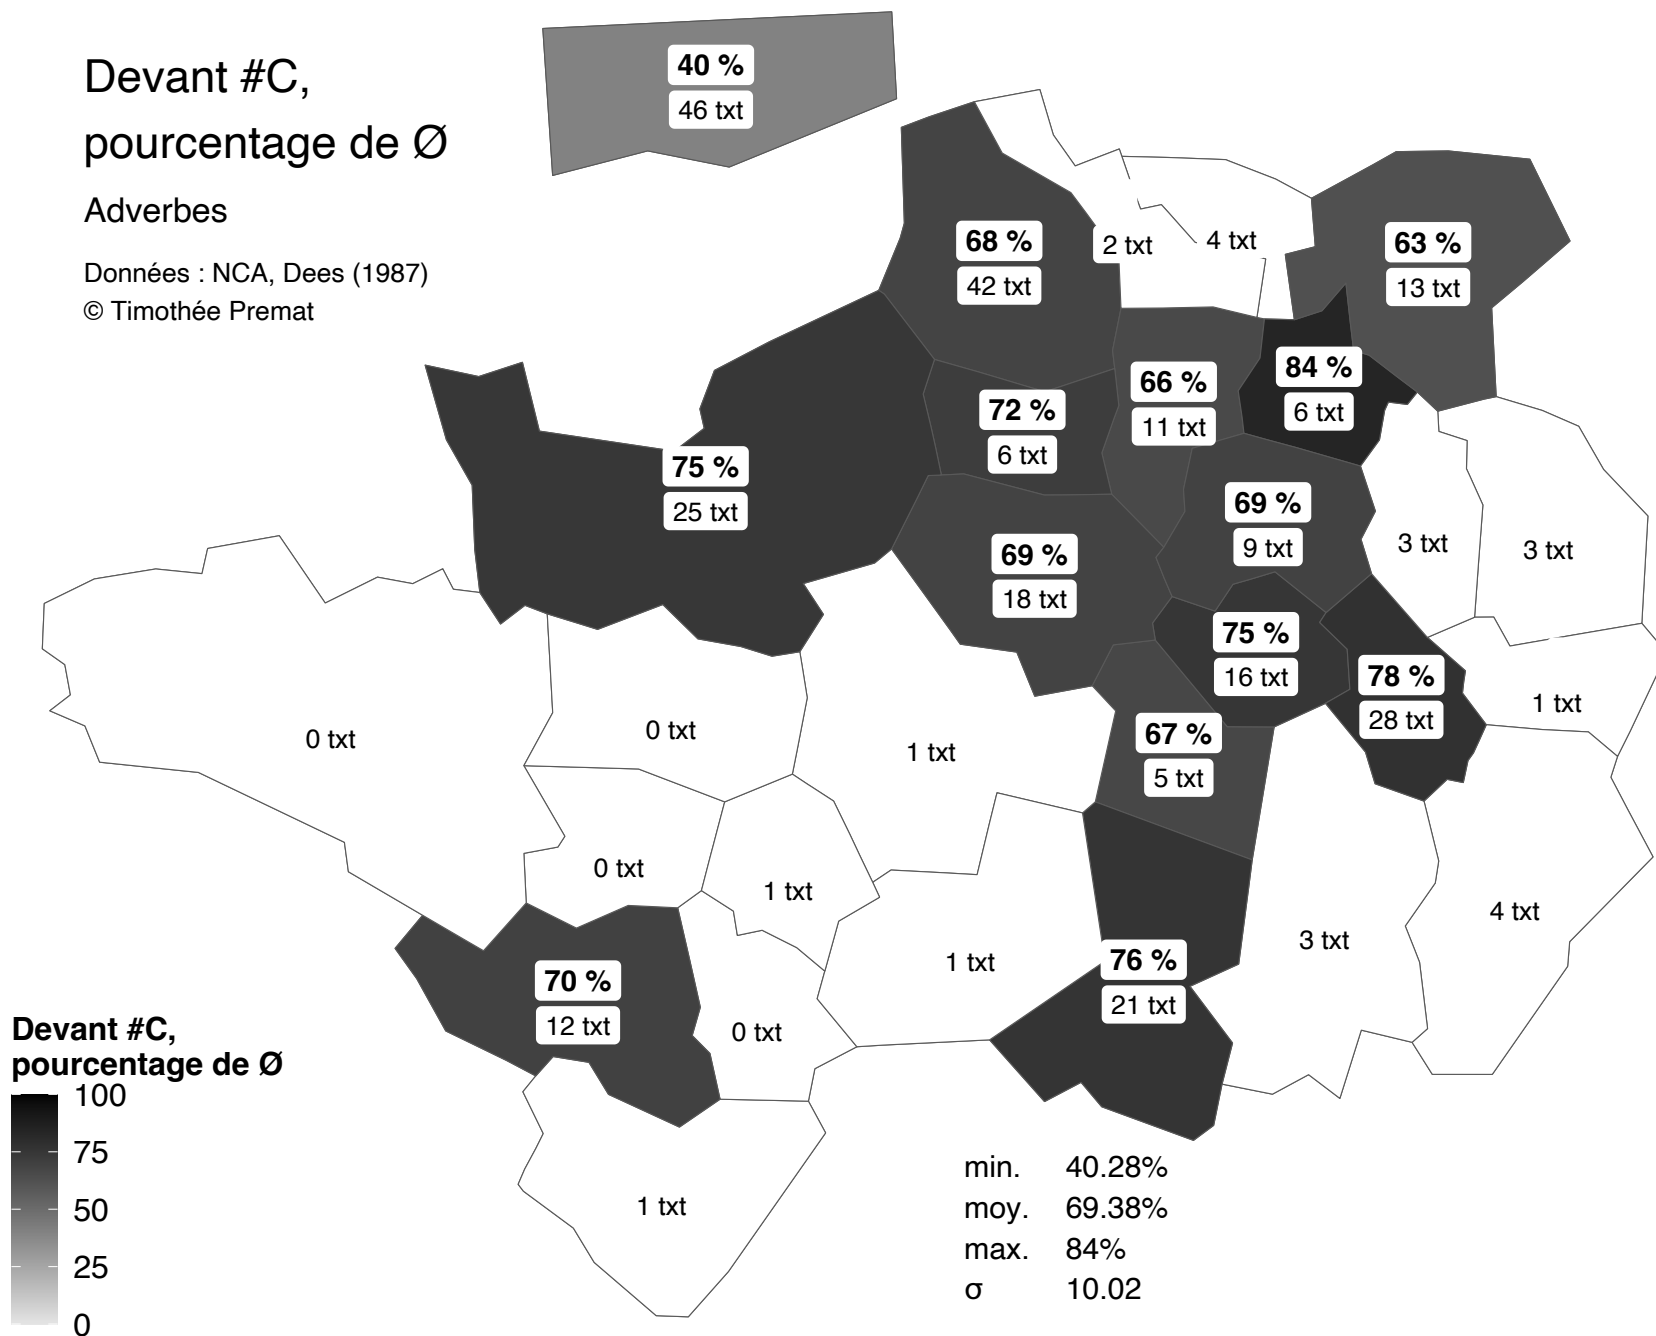 Devant #C,
pourcentage de Ø
Adverbes
Données : NCA, Dees (1987)
© Timothée Premat
40 %
46 txt
68 %
42 txt
2 txt
4 txt
63 %
13 txt
84 %
6 txt
66 %
11 txt
72 %
6 txt
75 %
25 txt
69 %
9 txt
3 txt
3 txt
69 %
18 txt
75 %
16 txt
78 %
28 txt
1 txt
0 txt
0 txt
1 txt
67 %
5 txt
0 txt
1 txt
4 txt
3 txt
1 txt
76 %
21 txt
70 %
12 txt
0 txt
1 txt
Devant #C,
pourcentage de Ø
100
75
50
25
0
min. 40.28%
moy. 69.38%
max. 84%
σ 10.02